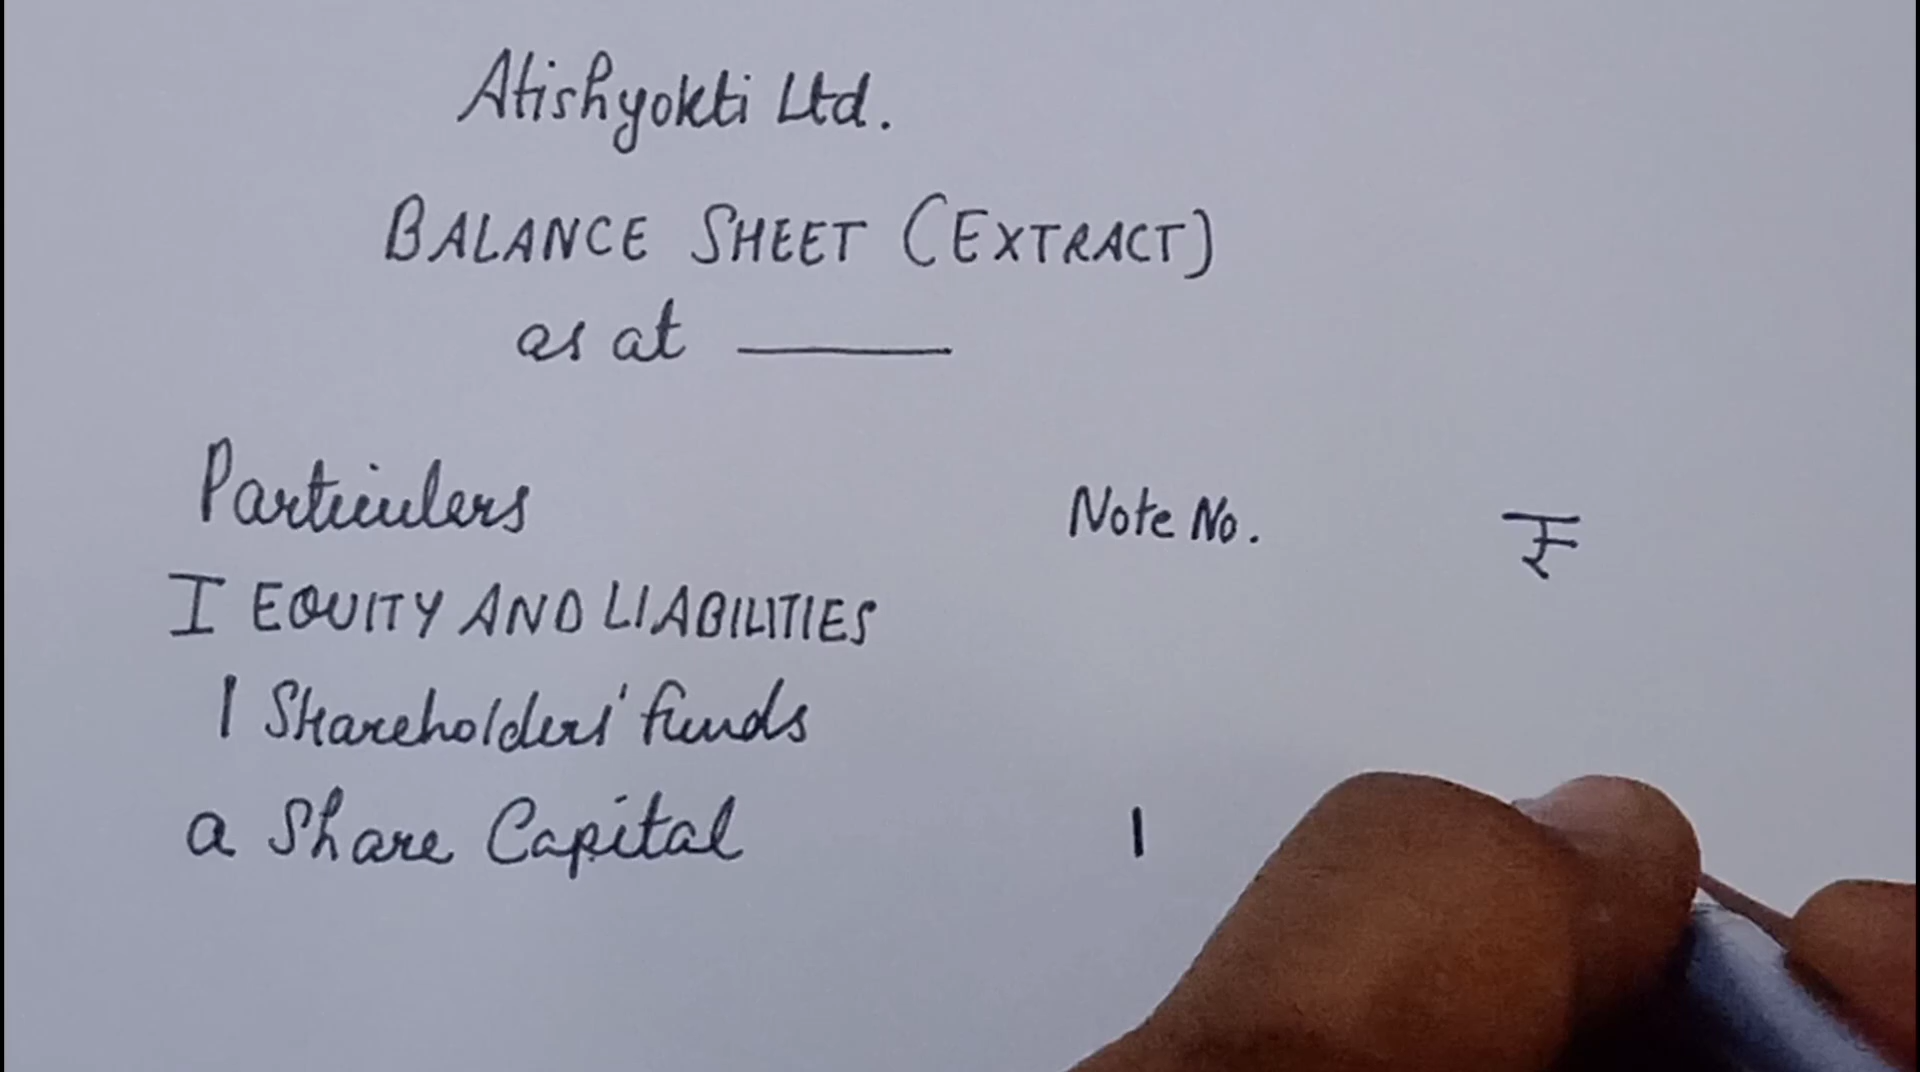 Atishyokti Ltd.
BALANCE SHEET (EXTRACT)
as at ______
Particulars Note No. ₹
I EQUITY AND LIABILITIES
1 Shareholders' funds
a Share Capital 1